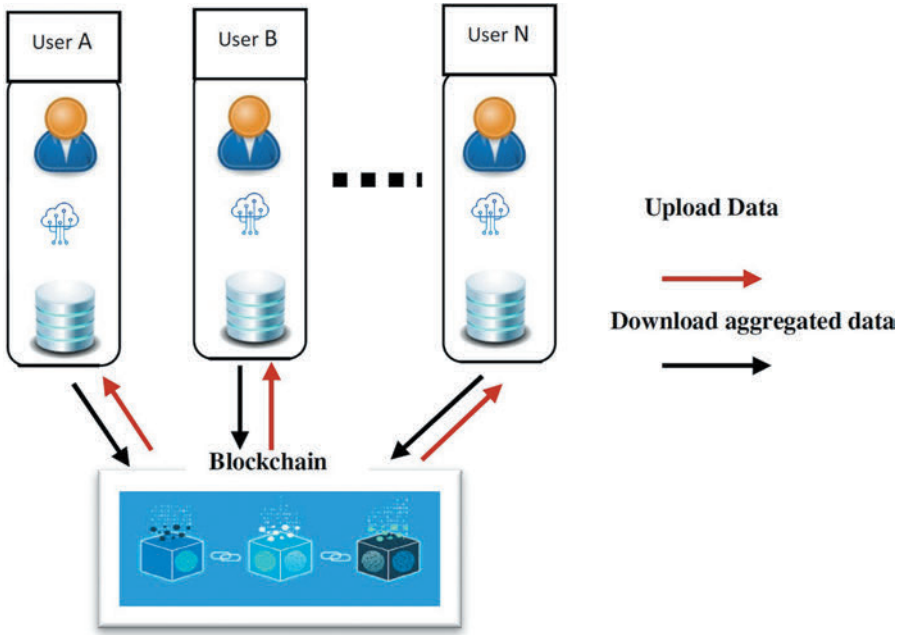 User A
User B
User N
Upload Data
Download aggregated data
Blockchain